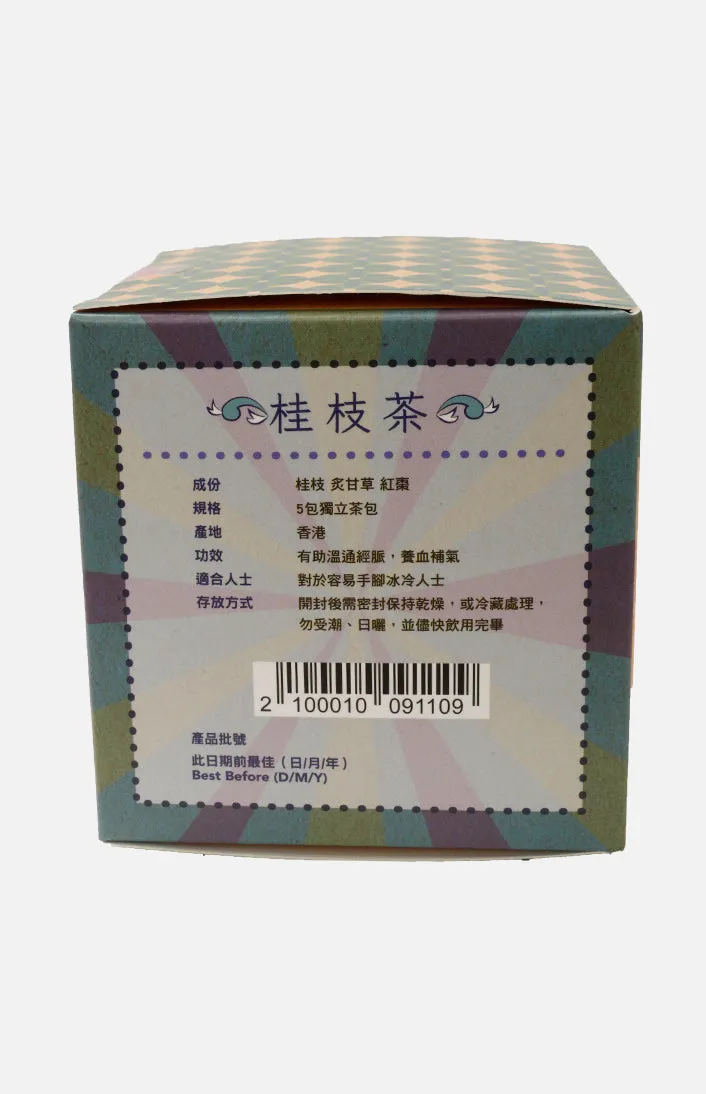 桂枝茶
成份 桂枝 炙甘草 紅棗
規格 5包獨立茶包
產地 香港
功效 有助溫通經脈，養血補氣
適合人士 對於容易手腳冰冷人士
存放方式 開封後需密封保持乾燥，或冷藏處理，
勿受潮、日曬，並儘快飲用完畢
2 100010 091109
產品批號
此日期前最佳（日/月/年）
Best Before (D/M/Y)